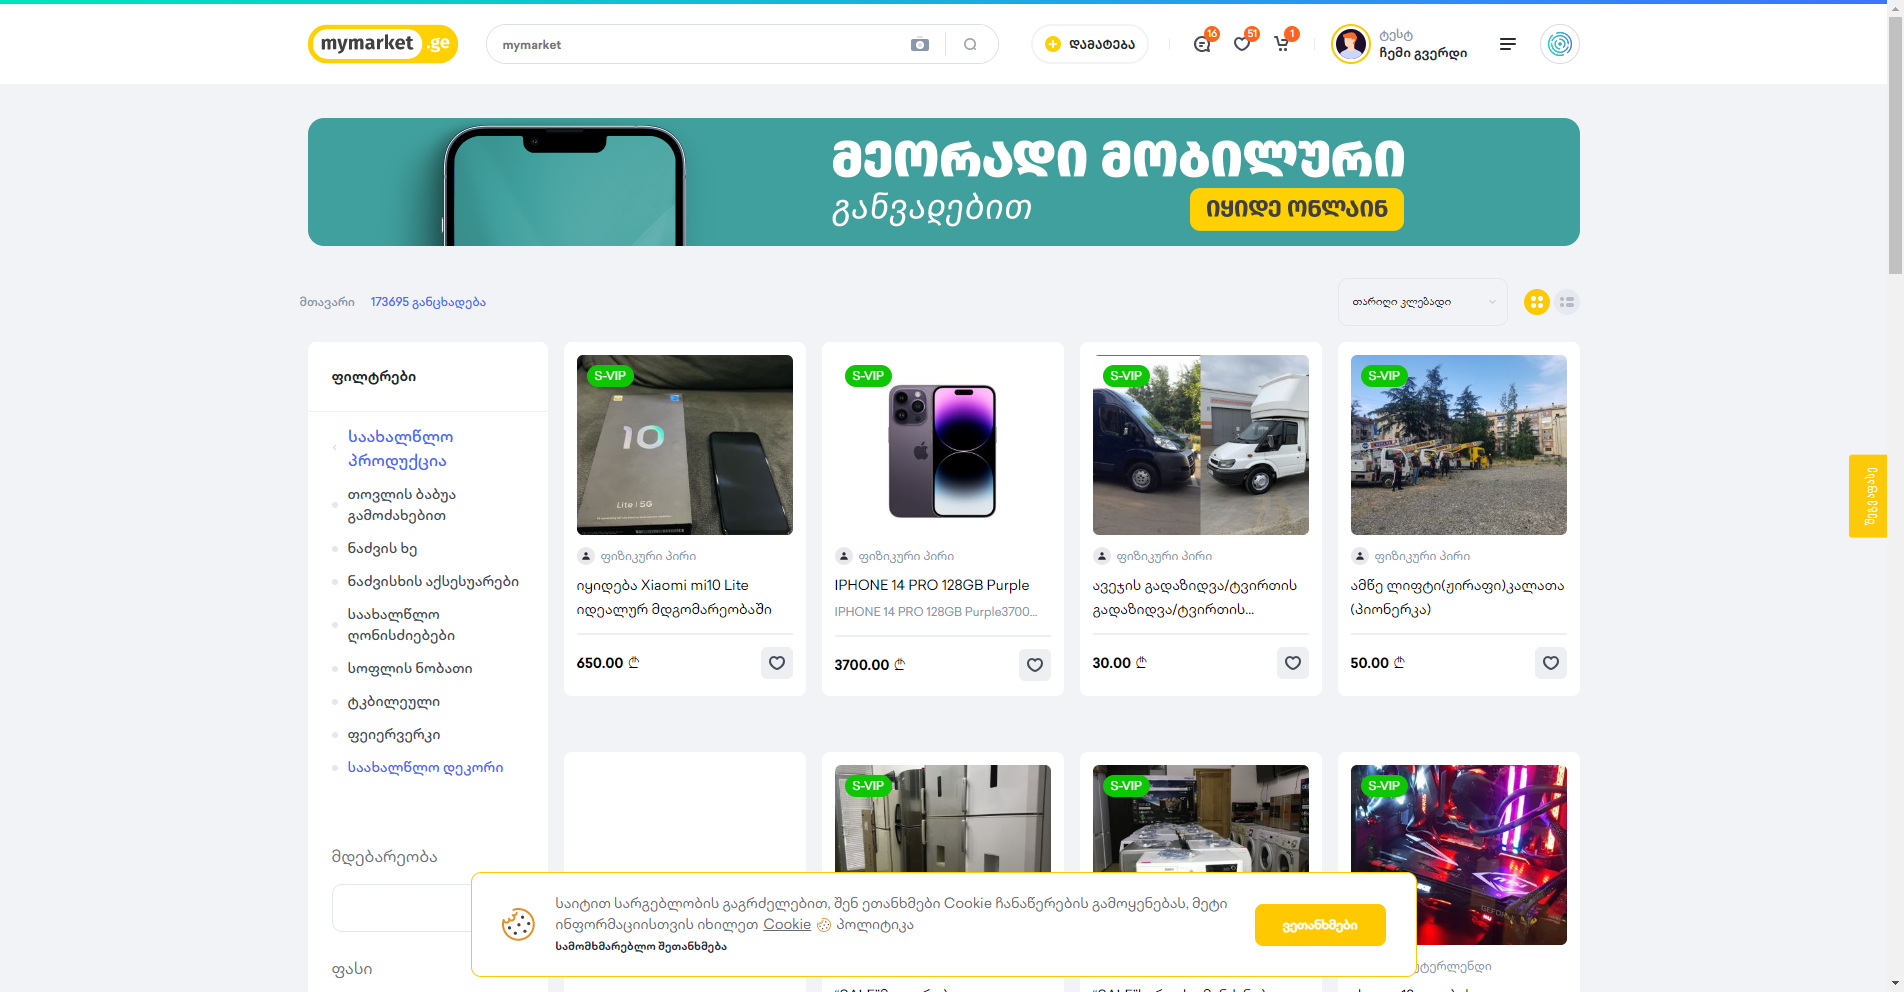 mymarket.ge
mymarket
დამატება
16
51
1
ტესტ
ჩემი გვერდი
მეორადი მობილური
განვადებით
იყიდე ონლაინ
მთავარი
173695 განცხადება
თარიღი კლებადი
ფილტრები
საახალწლო
პროდუქცია
თოვლის ბაბუა
გამოძახებით
ნაძვის ხე
ნაძვისხის აქსესუარები
საახალწლო
ღონისძიებები
სოფლის ნობათი
ტკბილეული
ფეიერვერკი
საახალწლო დეკორი
მდებარეობა
ფასი
S-VIP
10
Lite | 5G
ფიზიკური პირი
იყიდება Xiaomi mi10 Lite
იდეალურ მდგომარეობაში
650.00 ₾
S-VIP
ფიზიკური პირი
IPHONE 14 PRO 128GB Purple
IPHONE 14 PRO 128GB Purple3700...
3700.00 ₾
S-VIP
ფიზიკური პირი
ავეჯის გადაზიდვა/ტვირთის
გადაზიდვა/ტვირთის...
30.00 ₾
S-VIP
ფიზიკური პირი
ამწე ლიფტი(ჟირაფი)კალათა
(პიონერკა)
50.00 ₾
შეფასება
S-VIP
S-VIP
S-VIP
საიტით სარგებლობის გაგრძელებით, შენ ეთანხმები Cookie ჩანაწერების გამოყენებას, მეტი
ინფორმაციისთვის იხილეთ Cookie პოლიტიკა
სამომხმარებლო შეთანხმება
ვეთანხმები